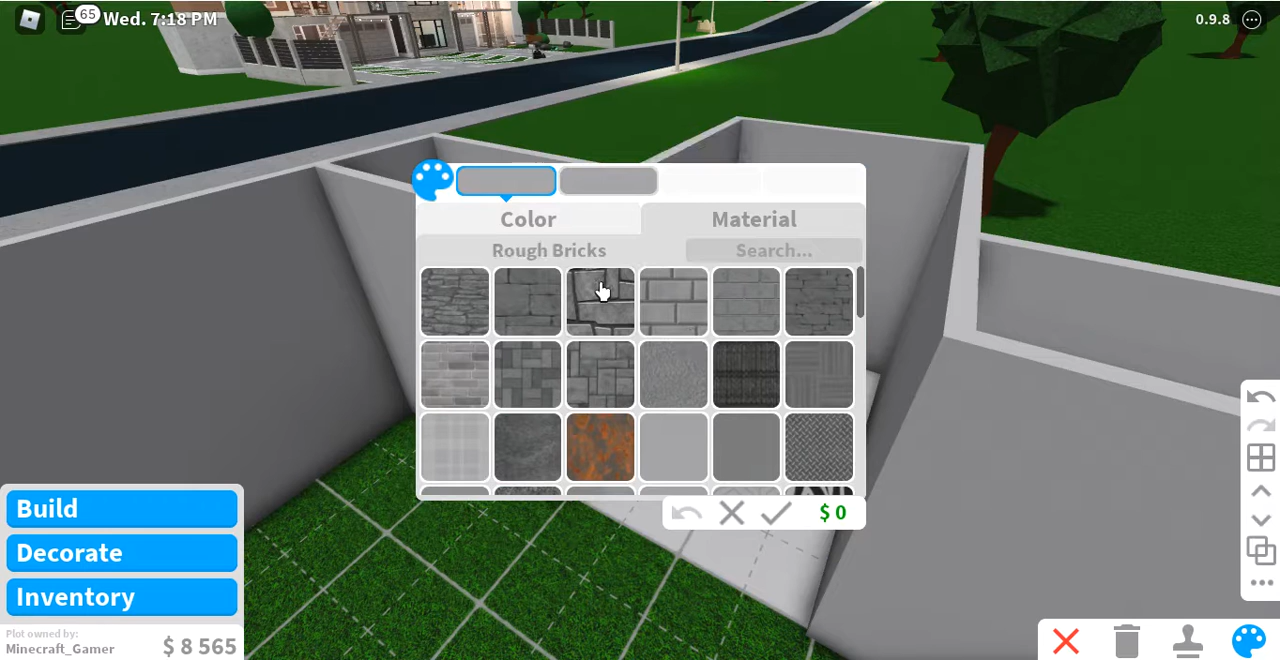 65 Wed. 7:18 PM
0.9.8
Color
Material
Rough Bricks
Search...
$ 0
Build
Decorate
Inventory
Plot owned by:
Minecraft_Gamer
$ 8 565